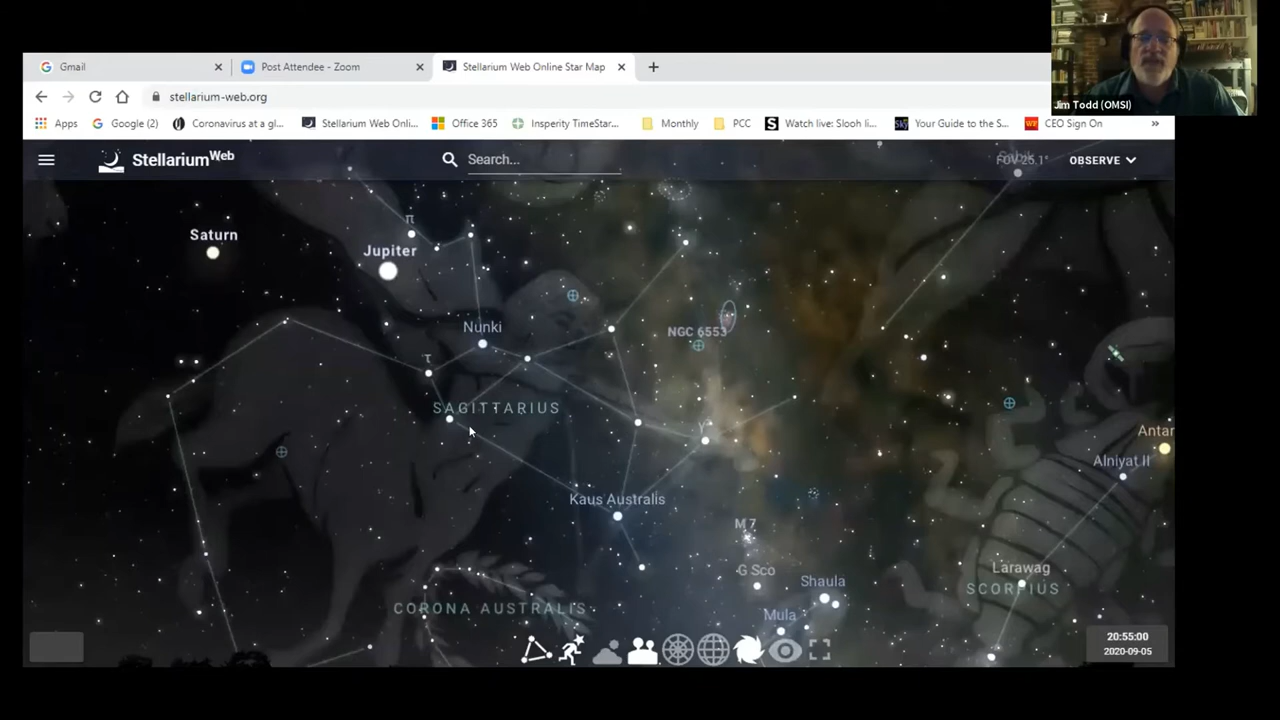 Gmail
Post Attendee - Zoom
Stellarium Web Online Star Map
stellarium-web.org
Jim Todd (OMSI)
Apps
Google (2)
Coronavirus at a gl...
Stellarium Web Onli...
Office 365
Insperity TimeStar...
Monthly
PCC
Watch live: Slooh li...
Your Guide to the S...
CEO Sign On
»
Stellarium Web
Search...
FOV 25.1°
OBSERVE
Sabik
π
Saturn
Jupiter
Nunki
NGC 6553
τ
SAGITTARIUS
γ
Antar
Alniyat II
Kaus Australis
M 7
G Sco
Larawag
Shaula
SCORPIUS
CORONA AUSTRALIS
Mula
20:55:00
2020-09-05